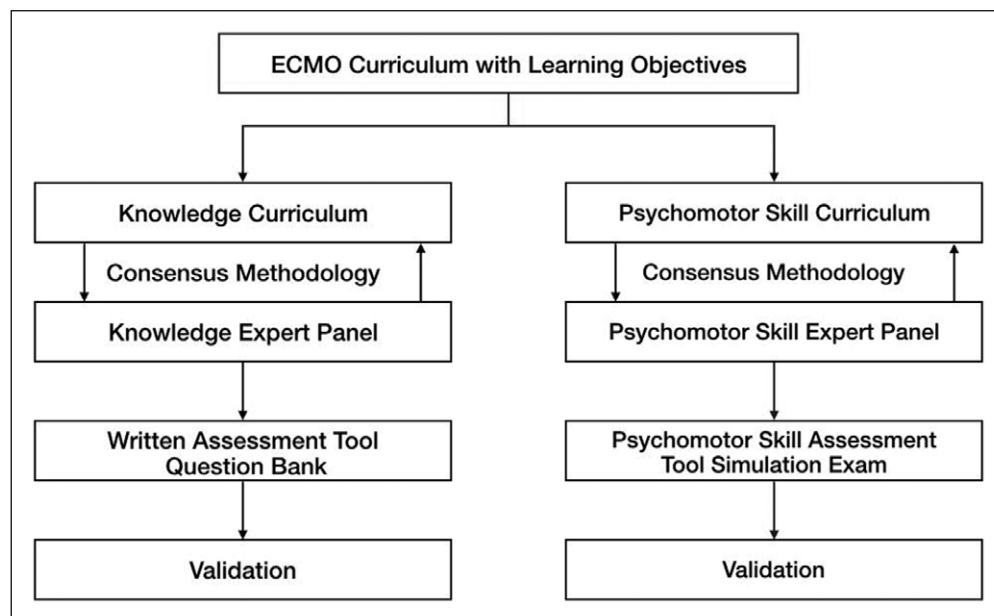 ECMO Curriculum with Learning Objectives
Knowledge Curriculum
Consensus Methodology
Knowledge Expert Panel
Written Assessment Tool
Question Bank
Validation
Psychomotor Skill Curriculum
Consensus Methodology
Psychomotor Skill Expert Panel
Psychomotor Skill Assessment
Tool Simulation Exam
Validation